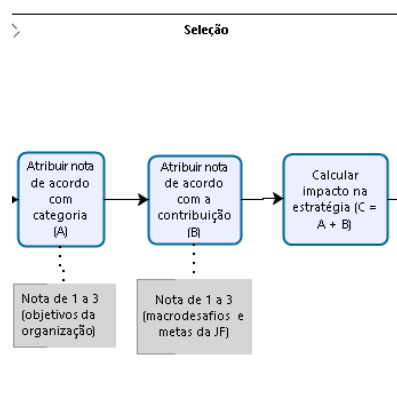 Seleção
Atribuir nota
de acordo
com
categoria
(A)
Atribuir nota
de acordo
com a
contribuição
(B)
Calcular
impacto na
estratégia (C =
A + B)
Nota de 1 a 3
(objetivos da
organização)
Nota de 1 a 3
(macrodesafios e
metas da JF)